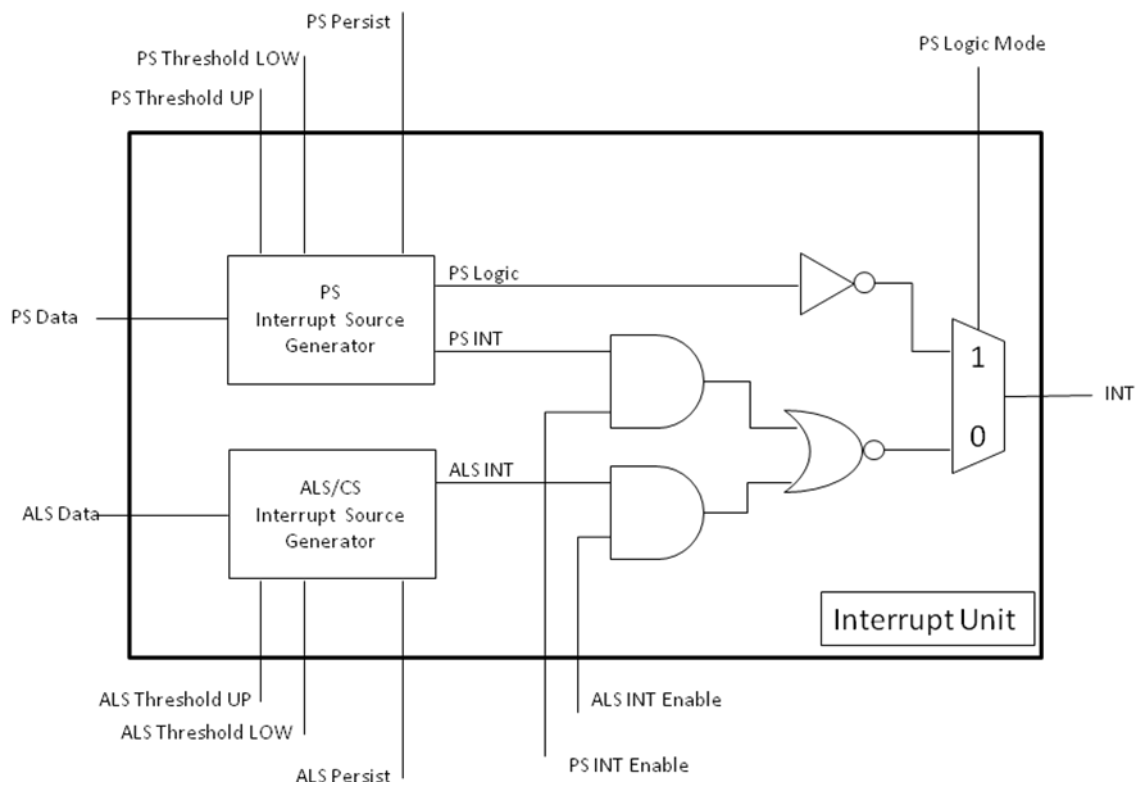 PS Persist
PS Logic Mode
PS Threshold LOW
PS Threshold UP
PS Logic
PS
Interrupt Source
Generator
PS Data
PS INT
1
INT
0
ALS INT
ALS/CS
Interrupt Source
Generator
ALS Data
Interrupt Unit
ALS Threshold UP
ALS INT Enable
ALS Threshold LOW
PS INT Enable
ALS Persist